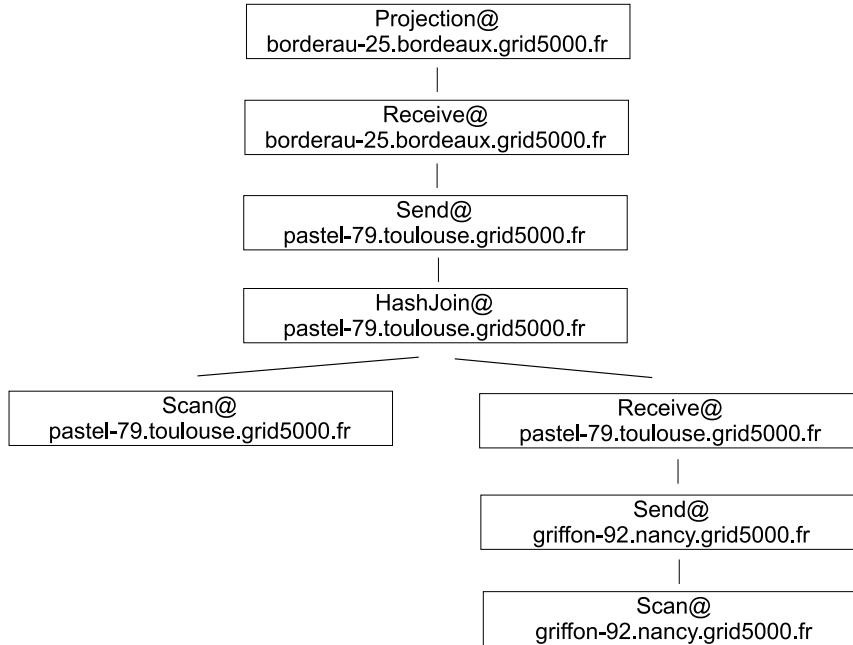 Projection@
borderau-25.bordeaux.grid5000.fr
Receive@
borderau-25.bordeaux.grid5000.fr
Send@
pastel-79.toulouse.grid5000.fr
HashJoin@
pastel-79.toulouse.grid5000.fr
Scan@
pastel-79.toulouse.grid5000.fr
Receive@
pastel-79.toulouse.grid5000.fr
Send@
griffon-92.nancy.grid5000.fr
Scan@
griffon-92.nancy.grid5000.fr